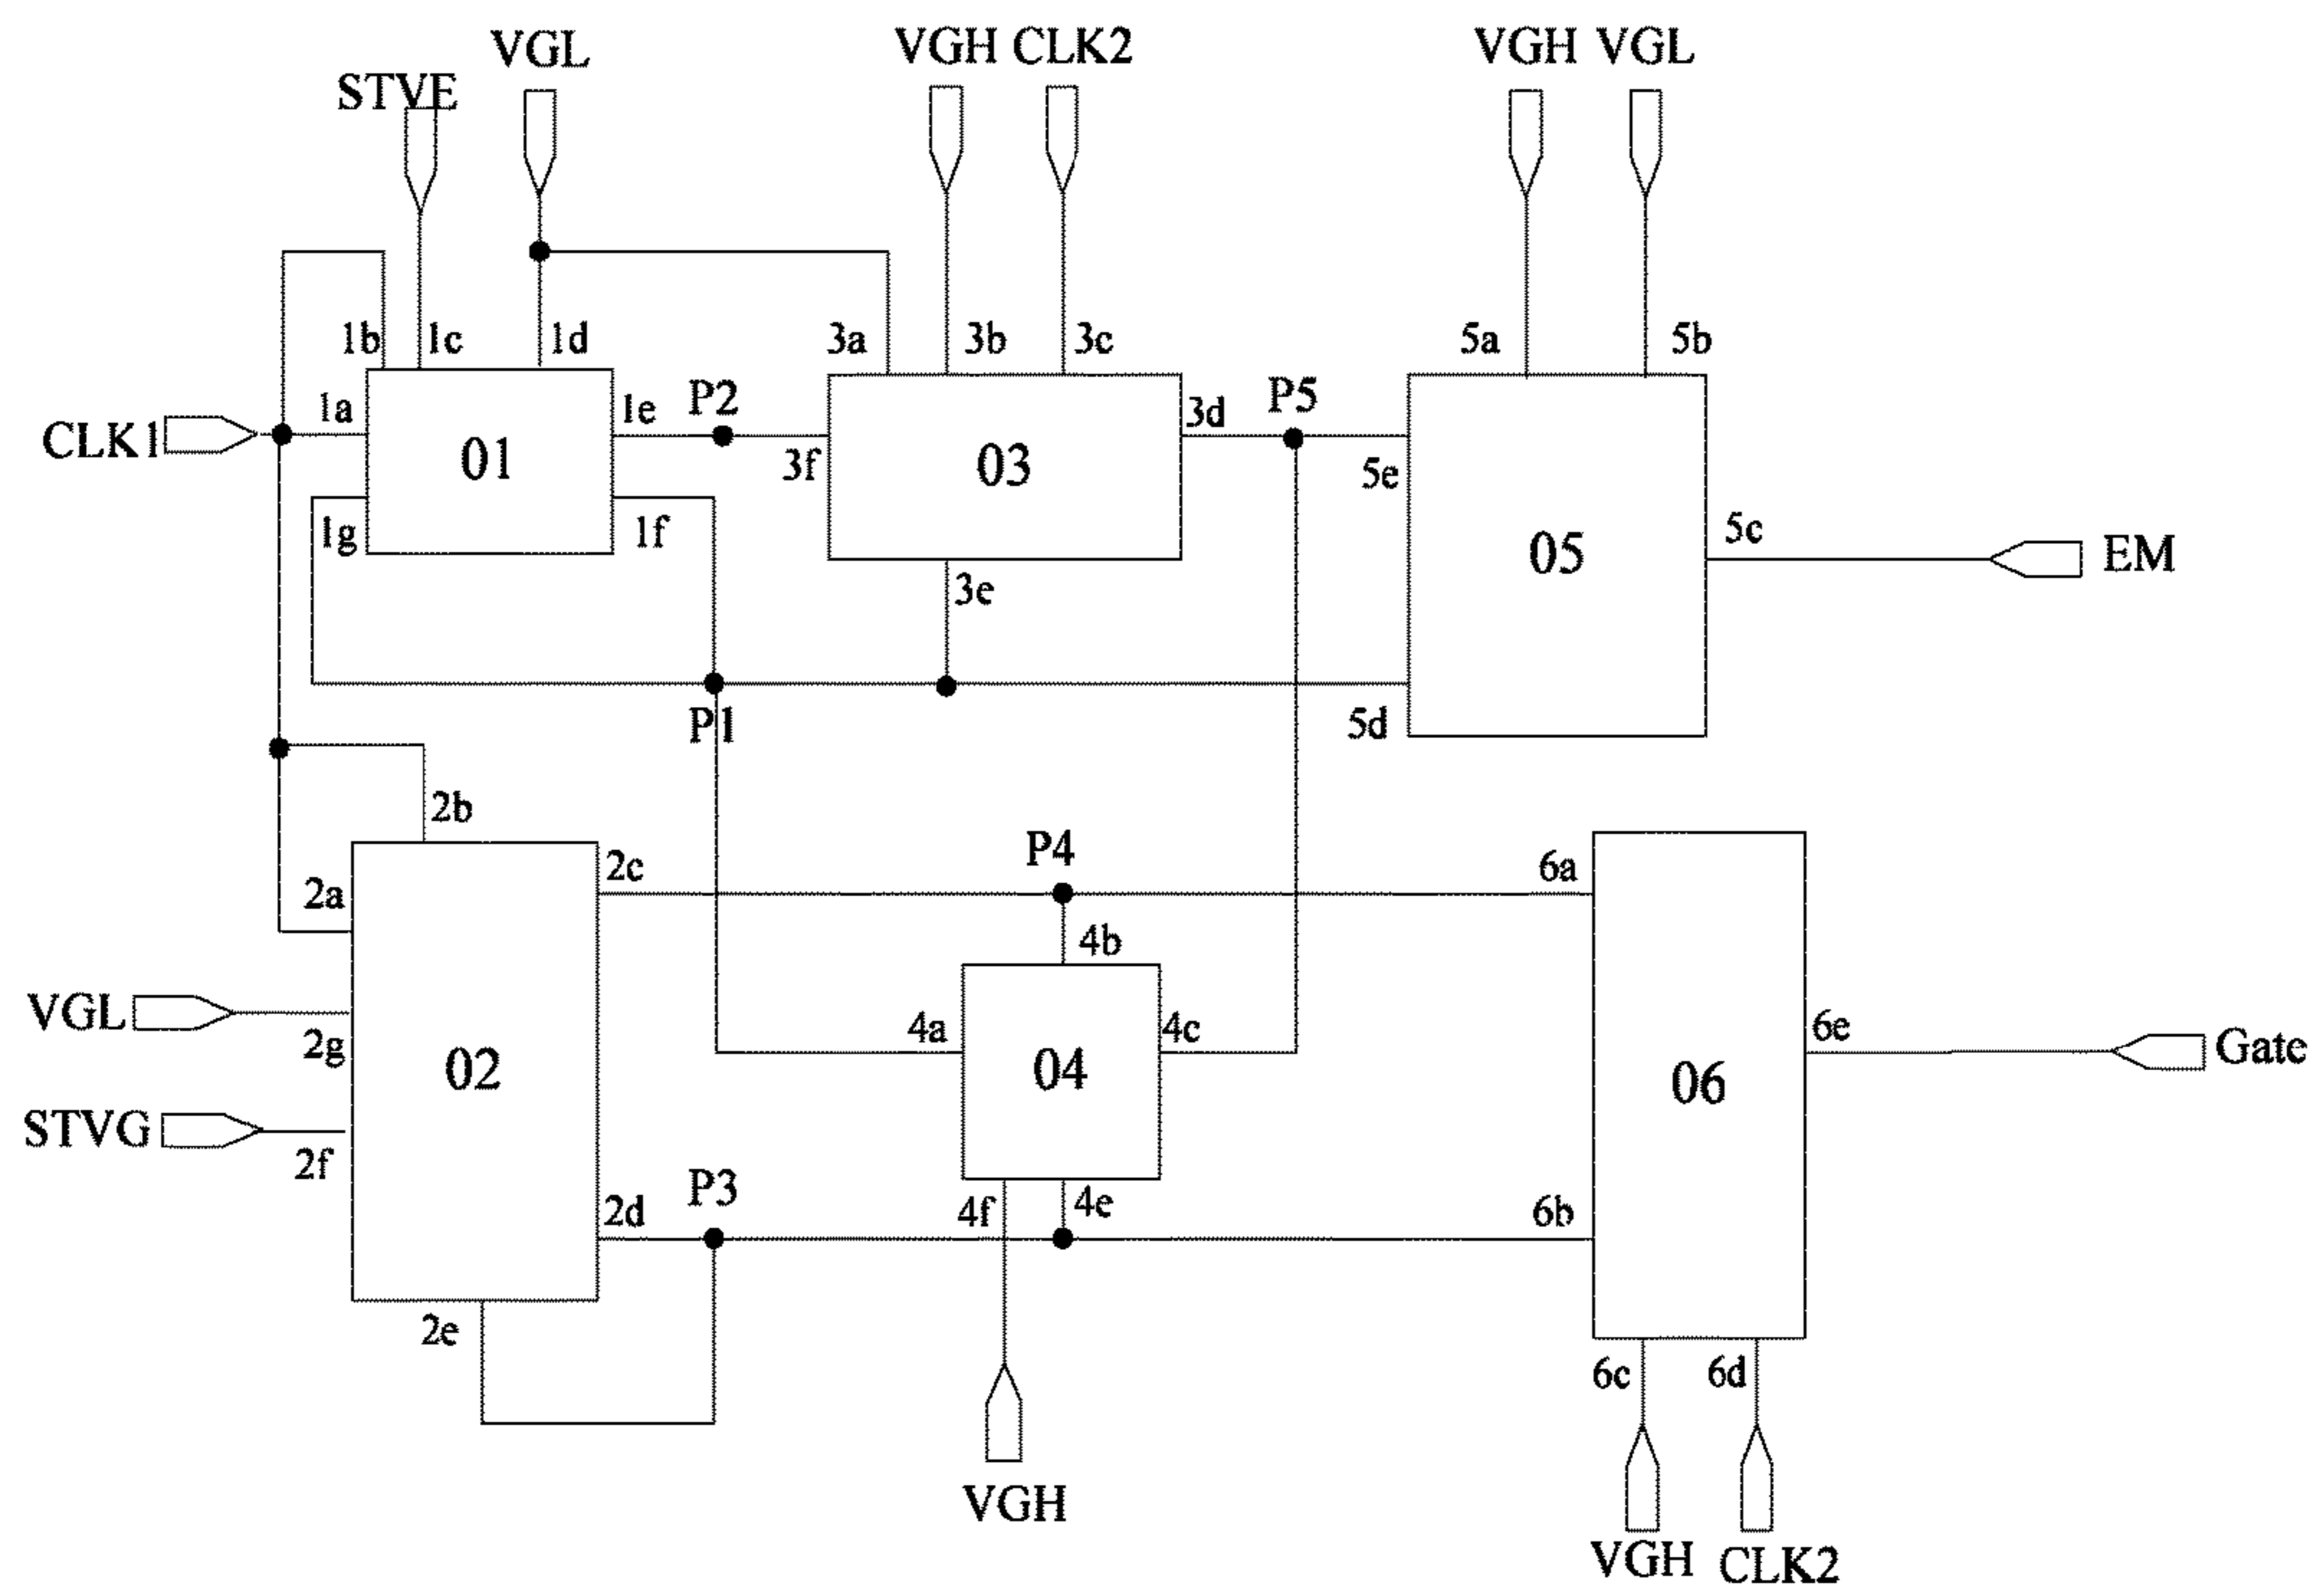 VGL
STVE
VGH CLK2
VGH VGL
1b 1c 1d
3a 3b 3c
5a 5b
CLK1
1a 1e P2 3d P5
01 3f 03 5e
1g 1f 5c
05 EM
3e
P1 5d
2b
2a 2c P4 6a
4b
VGL
2g 02 4a 04 4c 06 6e Gate
STVG
2f
P3
2d 4f 4e 6b
2e
6c 6d
VGH
VGH CLK2